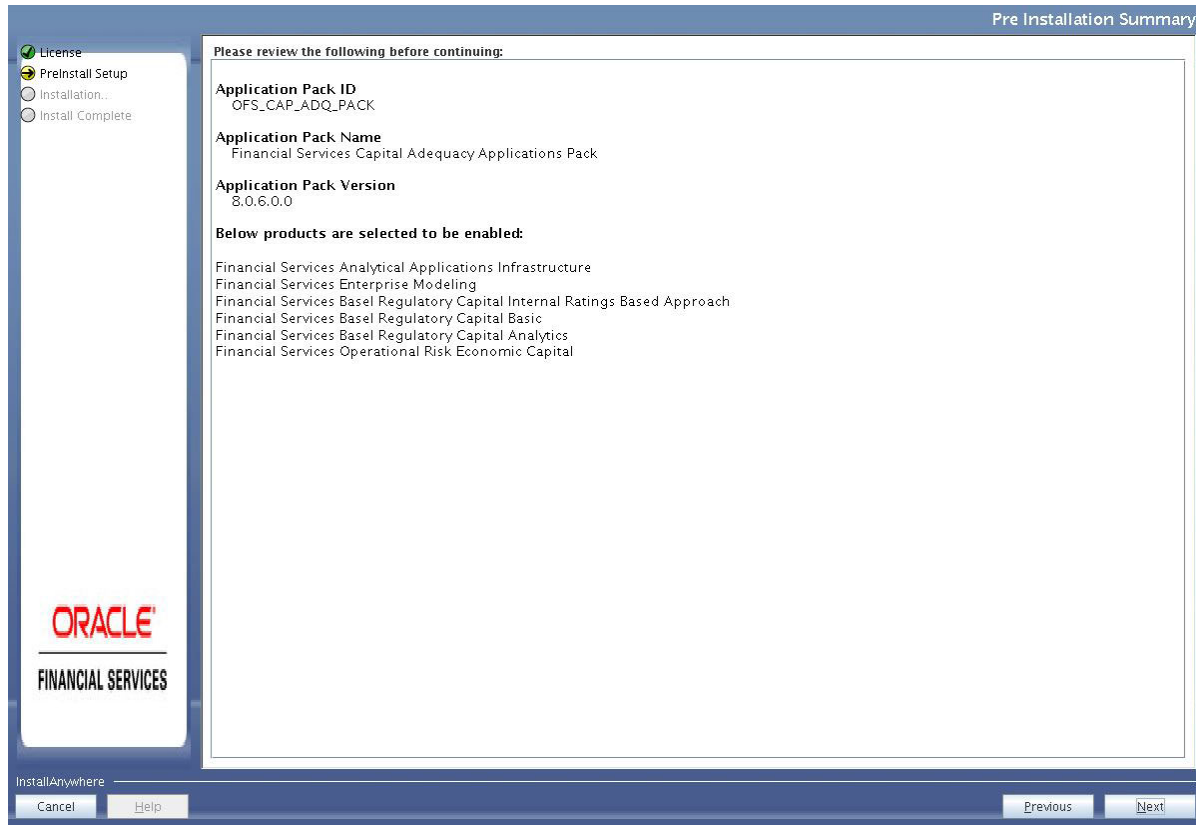 Pre Installation Summary
License
PreInstall Setup
Installation..
Install Complete
Please review the following before continuing:
Application Pack ID
OFS_CAP_ADQ_PACK
Application Pack Name
Financial Services Capital Adequacy Applications Pack
Application Pack Version
8.0.6.0.0
Below products are selected to be enabled:
Financial Services Analytical Applications Infrastructure
Financial Services Enterprise Modeling
Financial Services Basel Regulatory Capital Internal Ratings Based Approach
Financial Services Basel Regulatory Capital Basic
Financial Services Basel Regulatory Capital Analytics
Financial Services Operational Risk Economic Capital
ORACLE
FINANCIAL SERVICES
InstallAnywhere
Cancel
Help
Previous
Next